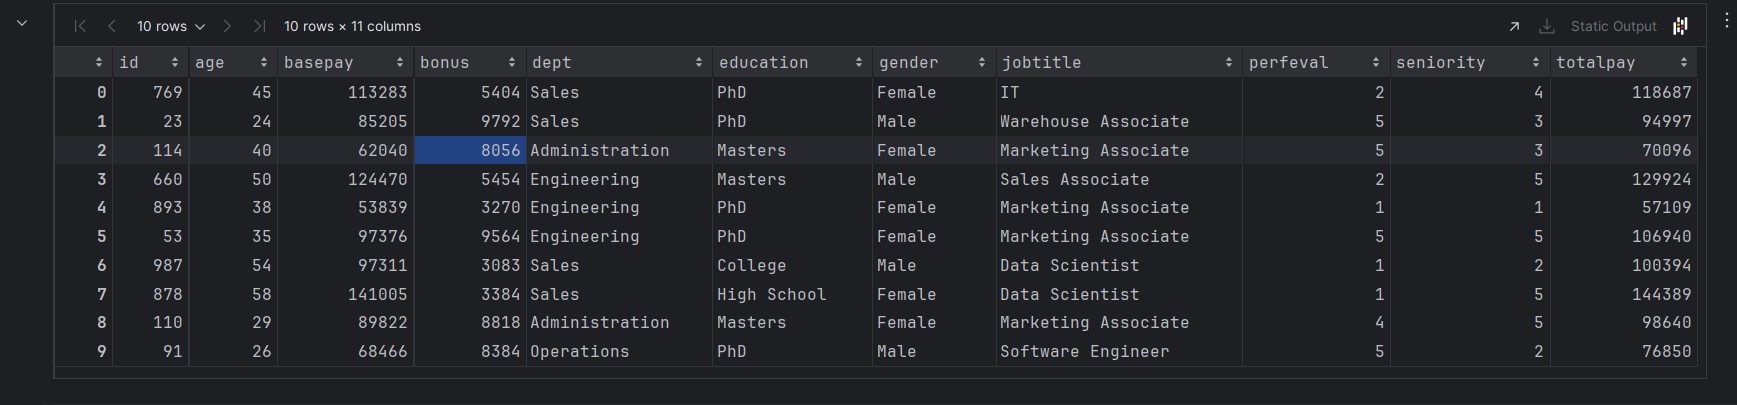 10 rows 10 rows × 11 columns Static Output
id age basepay bonus dept education gender jobtitle perfeval seniority totalpay
0 769 45 113283 5404 Sales PhD Female IT 2 4 118687
1 23 24 85205 9792 Sales PhD Male Warehouse Associate 5 3 94997
2 114 40 62040 8056 Administration Masters Female Marketing Associate 5 3 70096
3 660 50 124470 5454 Engineering Masters Male Sales Associate 2 5 129924
4 893 38 53839 3270 Engineering PhD Female Marketing Associate 1 1 57109
5 53 35 97376 9564 Engineering PhD Female Marketing Associate 5 5 106940
6 987 54 97311 3083 Sales College Male Data Scientist 1 2 100394
7 878 58 141005 3384 Sales High School Female Data Scientist 1 5 144389
8 110 29 89822 8818 Administration Masters Female Marketing Associate 4 5 98640
9 91 26 68466 8384 Operations PhD Male Software Engineer 5 2 76850